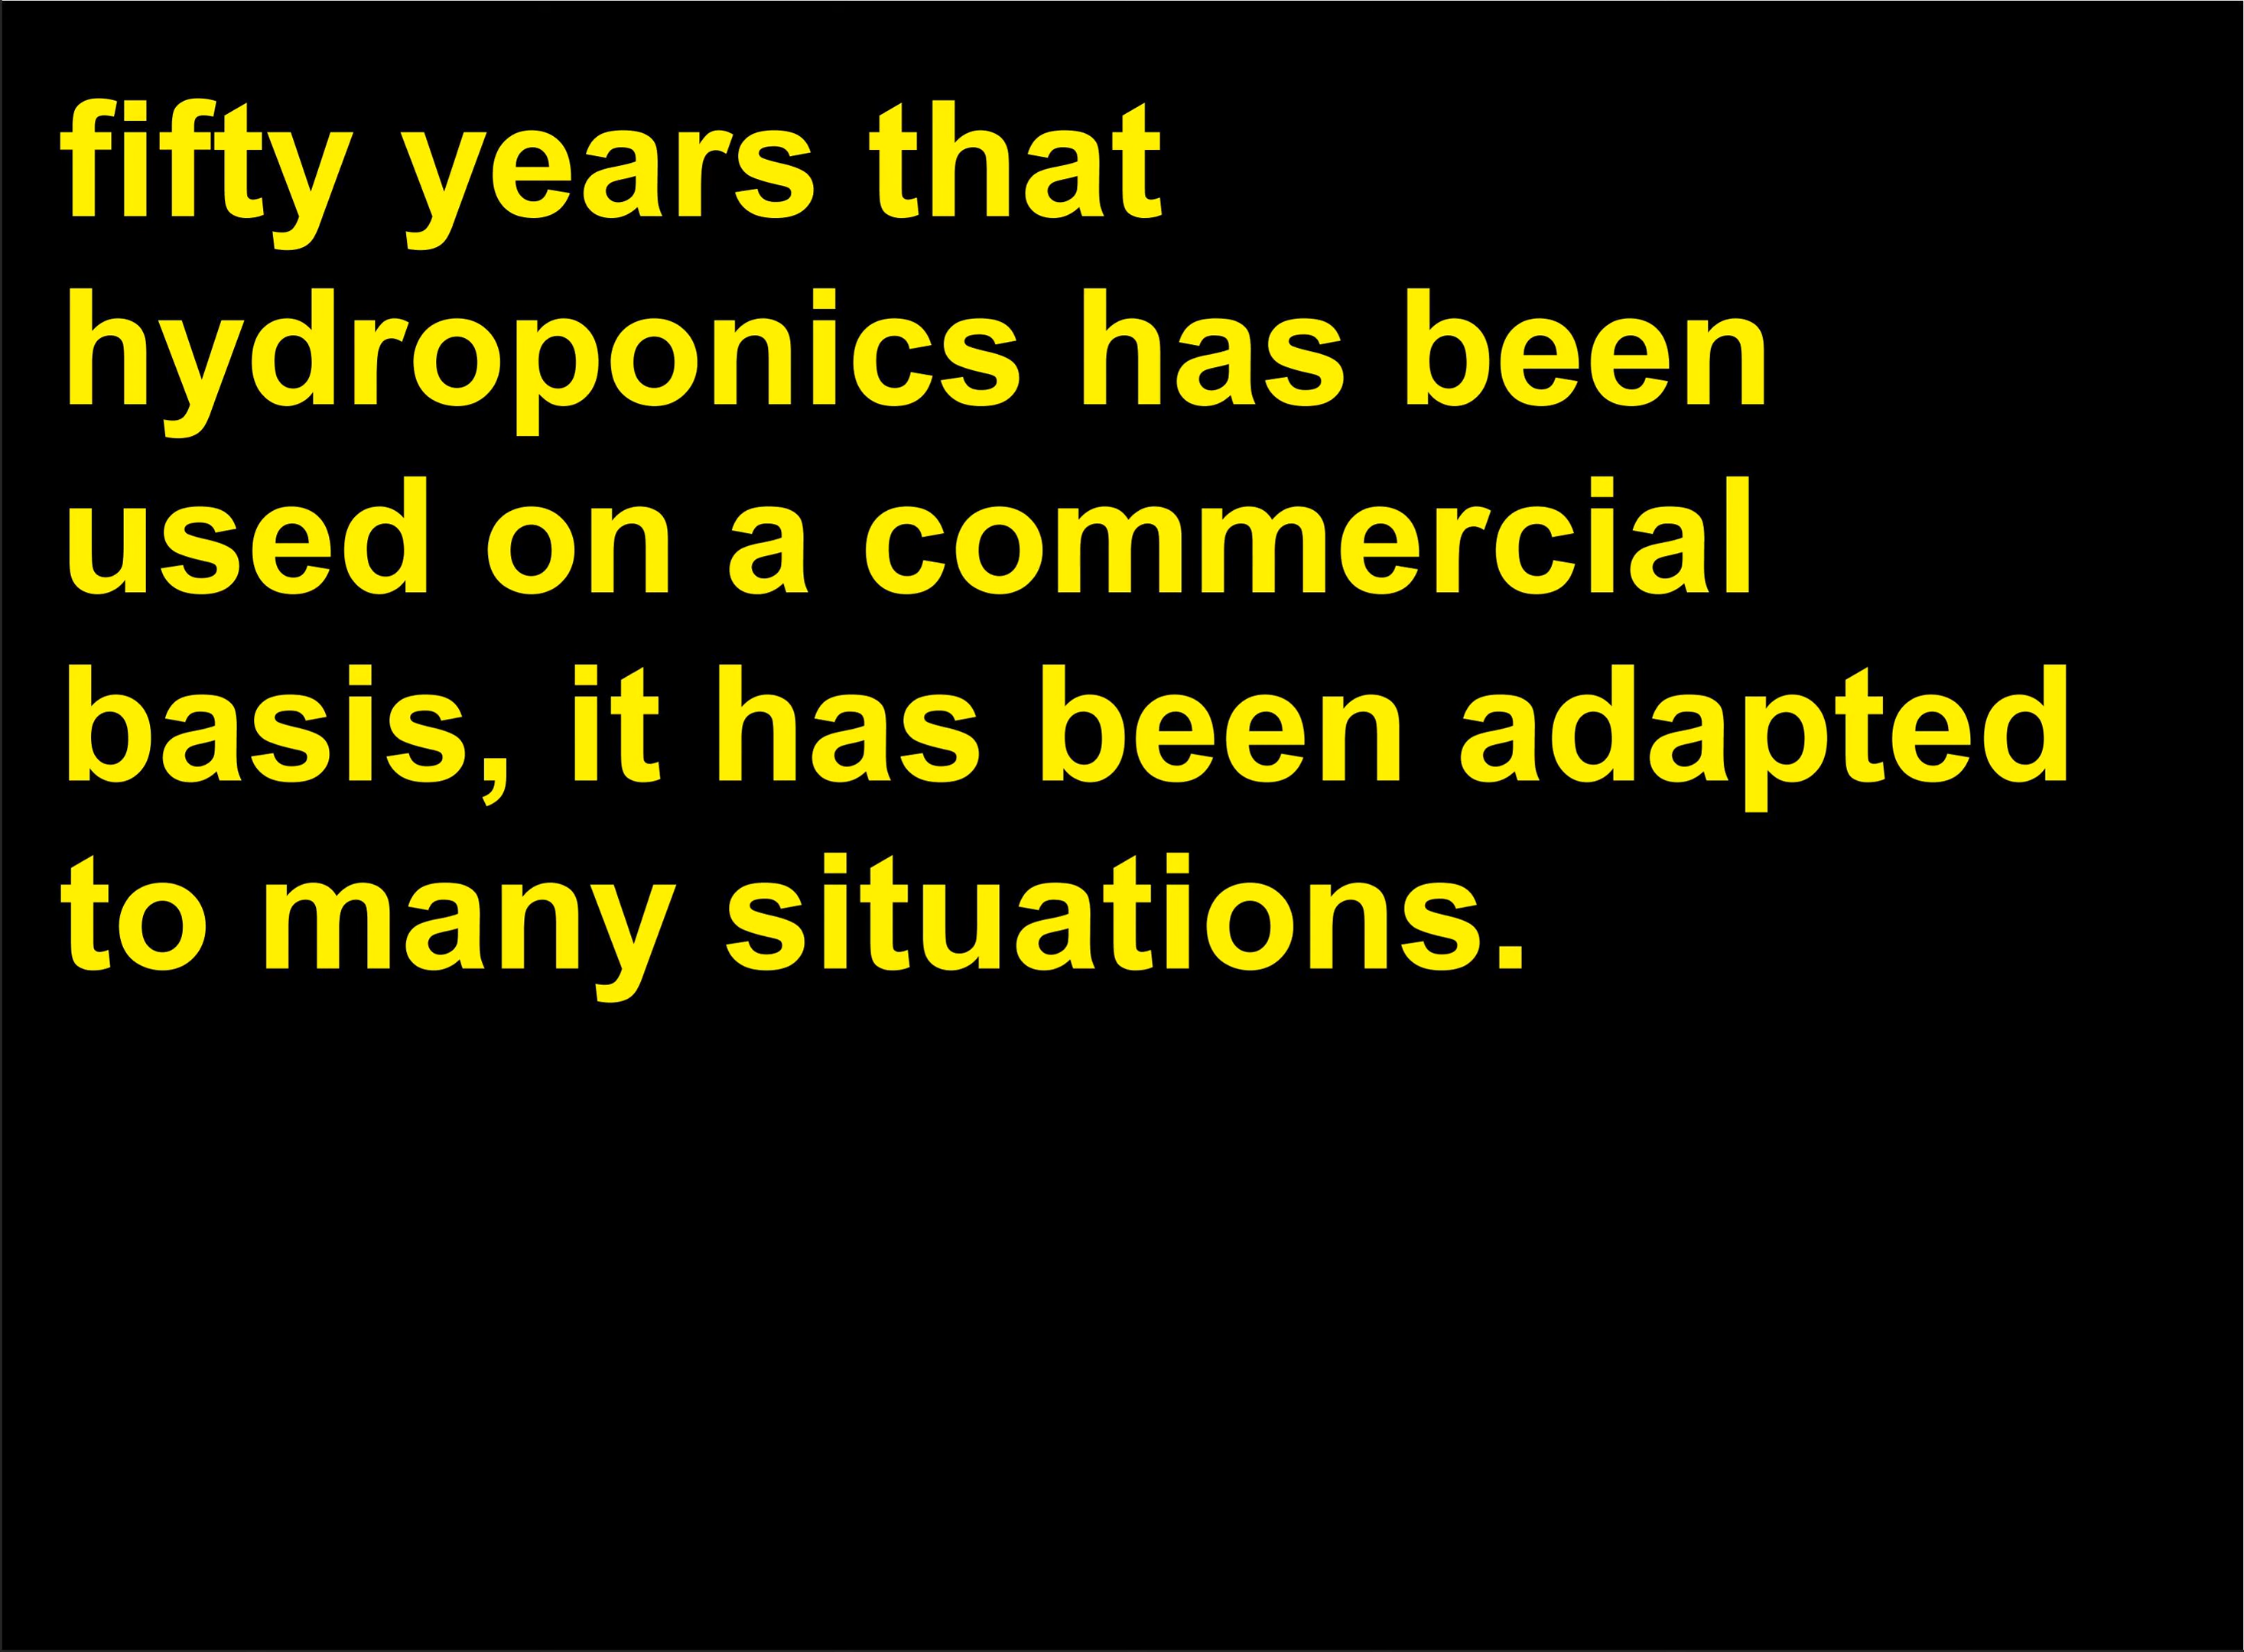 fifty years that
hydroponics has been
used on a commercial
basis, it has been adapted
to many situations.